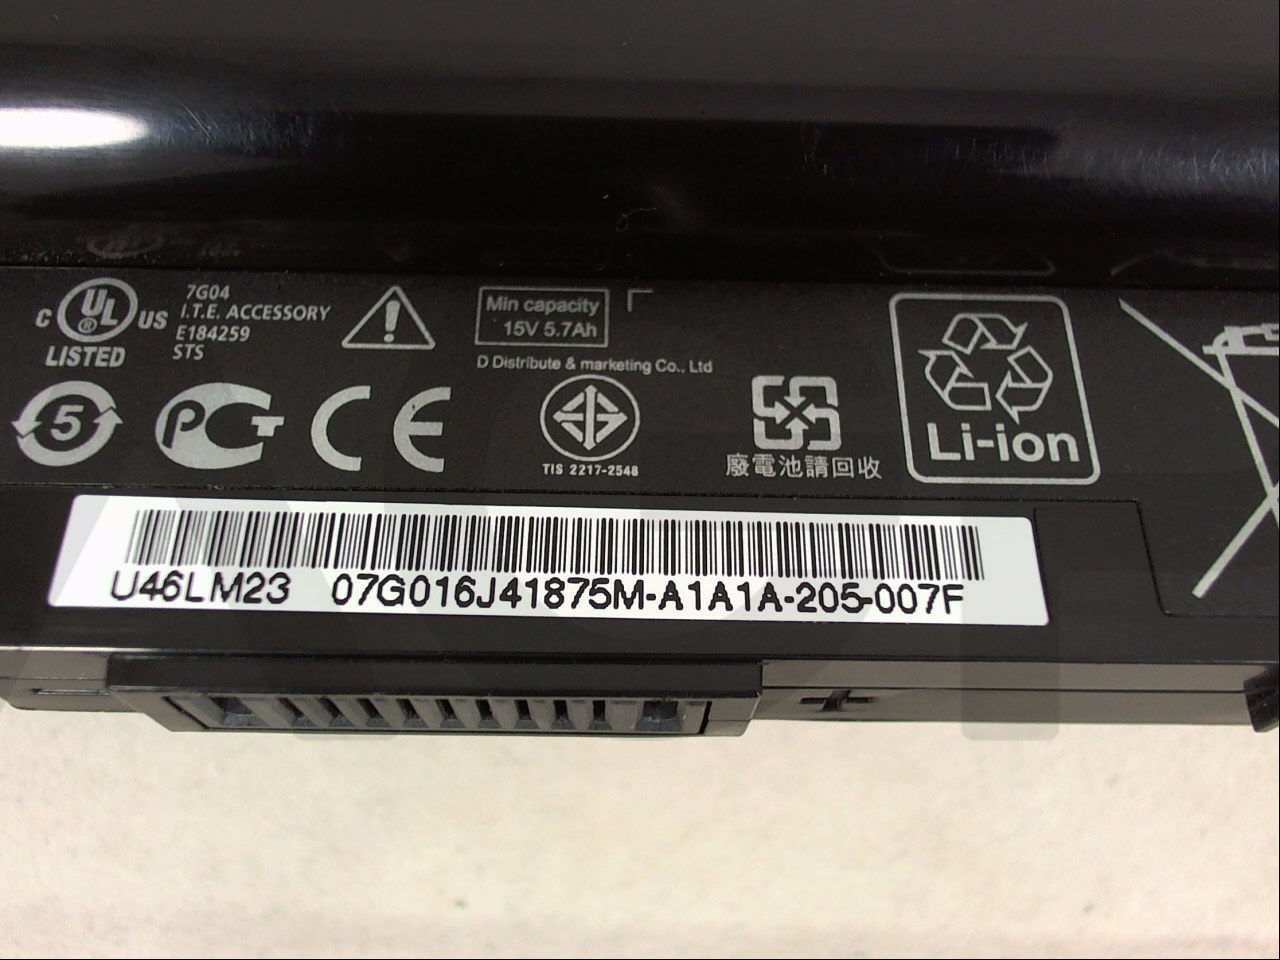 C UL ® US
LISTED
7G04
I.T.E. ACCESSORY
E184259
STS
Min capacity
15V 5.7Ah
D Distribute & marketing Co., Ltd
5
TIS 2217-2548
廢電池請回收
Li-ion
U46LM23 07G016J41875M-A1A1A-205-007F